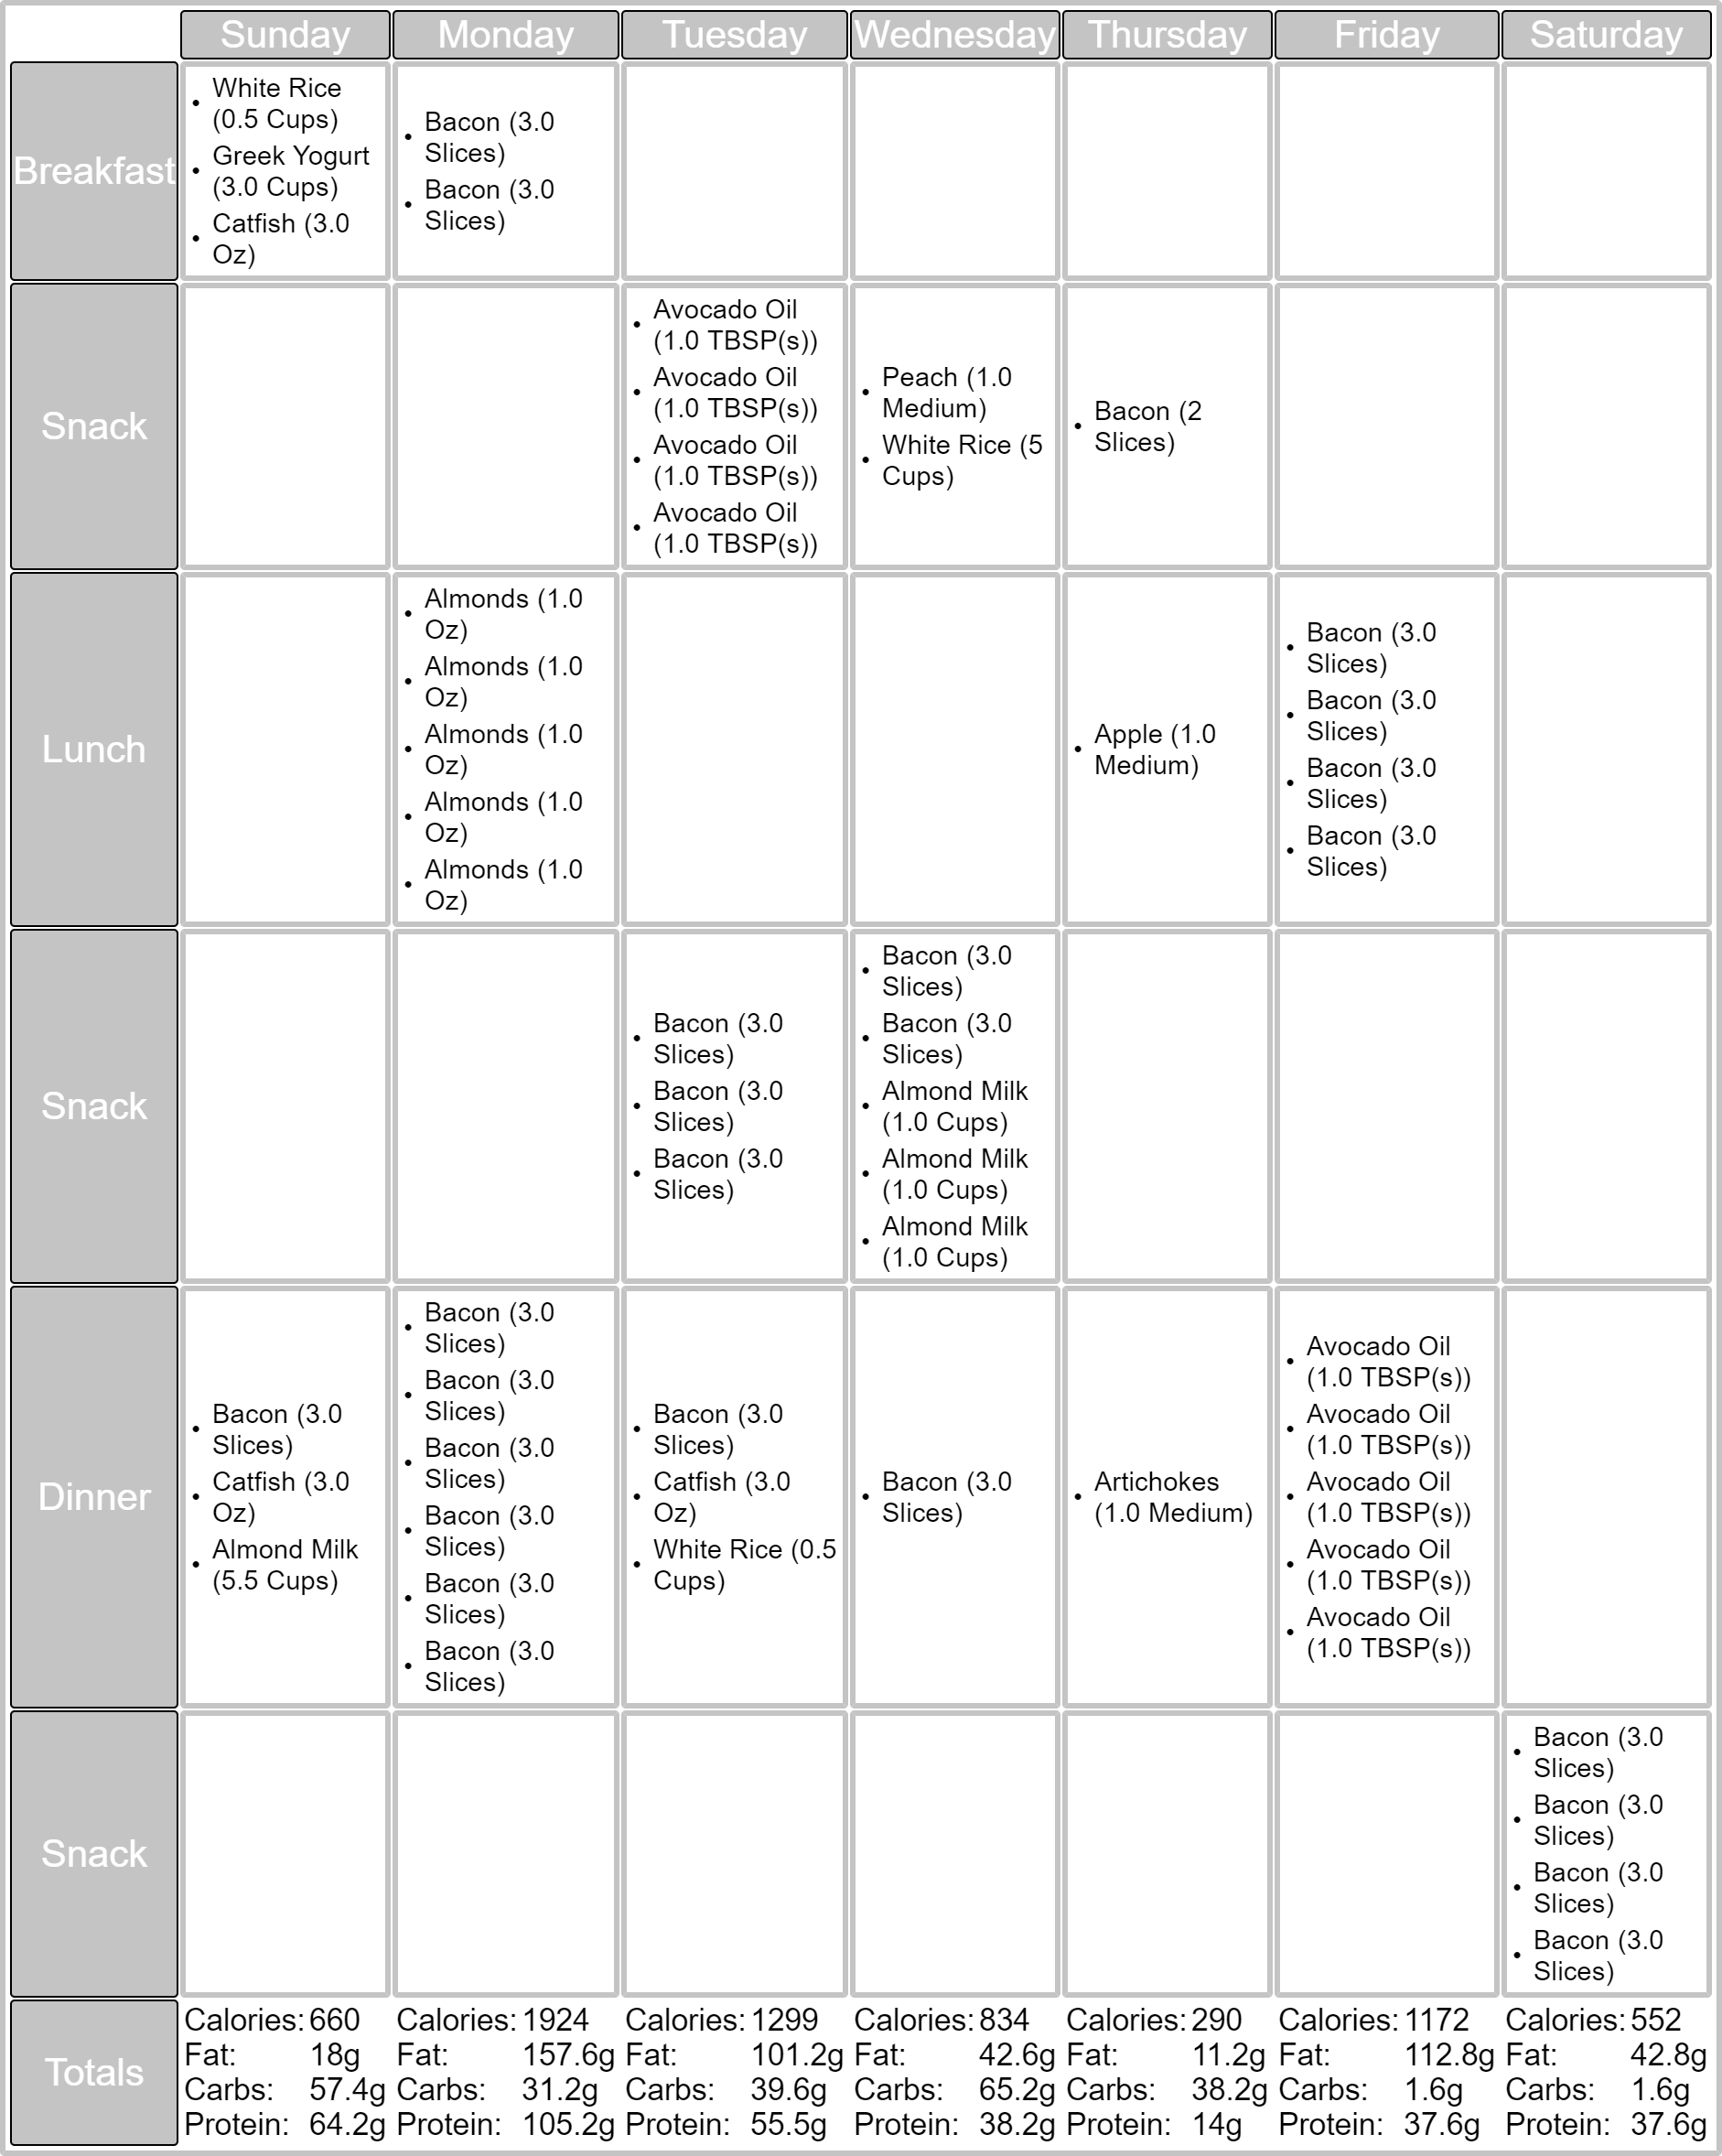 Sunday Monday Tuesday Wednesday Thursday Friday Saturday
Breakfast
White Rice
(0.5 Cups)
Greek Yogurt
(3.0 Cups)
Catfish (3.0
Oz)
Bacon (3.0
Slices)
Bacon (3.0
Slices)
Snack
Avocado Oil
(1.0 TBSP(s))
Avocado Oil
(1.0 TBSP(s))
Avocado Oil
(1.0 TBSP(s))
Avocado Oil
(1.0 TBSP(s))
Peach (1.0
Medium)
White Rice (5
Cups)
Bacon (2
Slices)
Lunch
Almonds (1.0
Oz)
Almonds (1.0
Oz)
Almonds (1.0
Oz)
Almonds (1.0
Oz)
Almonds (1.0
Oz)
Apple (1.0
Medium)
Bacon (3.0
Slices)
Bacon (3.0
Slices)
Bacon (3.0
Slices)
Bacon (3.0
Slices)
Snack
Bacon (3.0
Slices)
Bacon (3.0
Slices)
Bacon (3.0
Slices)
Bacon (3.0
Slices)
Bacon (3.0
Slices)
Almond Milk
(1.0 Cups)
Almond Milk
(1.0 Cups)
Almond Milk
(1.0 Cups)
Dinner
Bacon (3.0
Slices)
Catfish (3.0
Oz)
Almond Milk
(5.5 Cups)
Bacon (3.0
Slices)
Bacon (3.0
Slices)
Bacon (3.0
Slices)
Bacon (3.0
Slices)
Bacon (3.0
Slices)
Bacon (3.0
Slices)
Bacon (3.0
Slices)
Catfish (3.0
Oz)
White Rice (0.5
Cups)
Bacon (3.0
Slices)
Artichokes
(1.0 Medium)
Avocado Oil
(1.0 TBSP(s))
Avocado Oil
(1.0 TBSP(s))
Avocado Oil
(1.0 TBSP(s))
Avocado Oil
(1.0 TBSP(s))
Avocado Oil
(1.0 TBSP(s))
Snack
Bacon (3.0
Slices)
Bacon (3.0
Slices)
Bacon (3.0
Slices)
Bacon (3.0
Slices)
Totals
Calories: 660
Fat: 18g
Carbs: 57.4g
Protein: 64.2g
Calories: 1924
Fat: 157.6g
Carbs: 31.2g
Protein: 105.2g
Calories: 1299
Fat: 101.2g
Carbs: 39.6g
Protein: 55.5g
Calories: 834
Fat: 42.6g
Carbs: 65.2g
Protein: 38.2g
Calories: 290
Fat: 11.2g
Carbs: 38.2g
Protein: 14g
Calories: 1172
Fat: 112.8g
Carbs: 1.6g
Protein: 37.6g
Calories: 552
Fat: 42.8g
Carbs: 1.6g
Protein: 37.6g